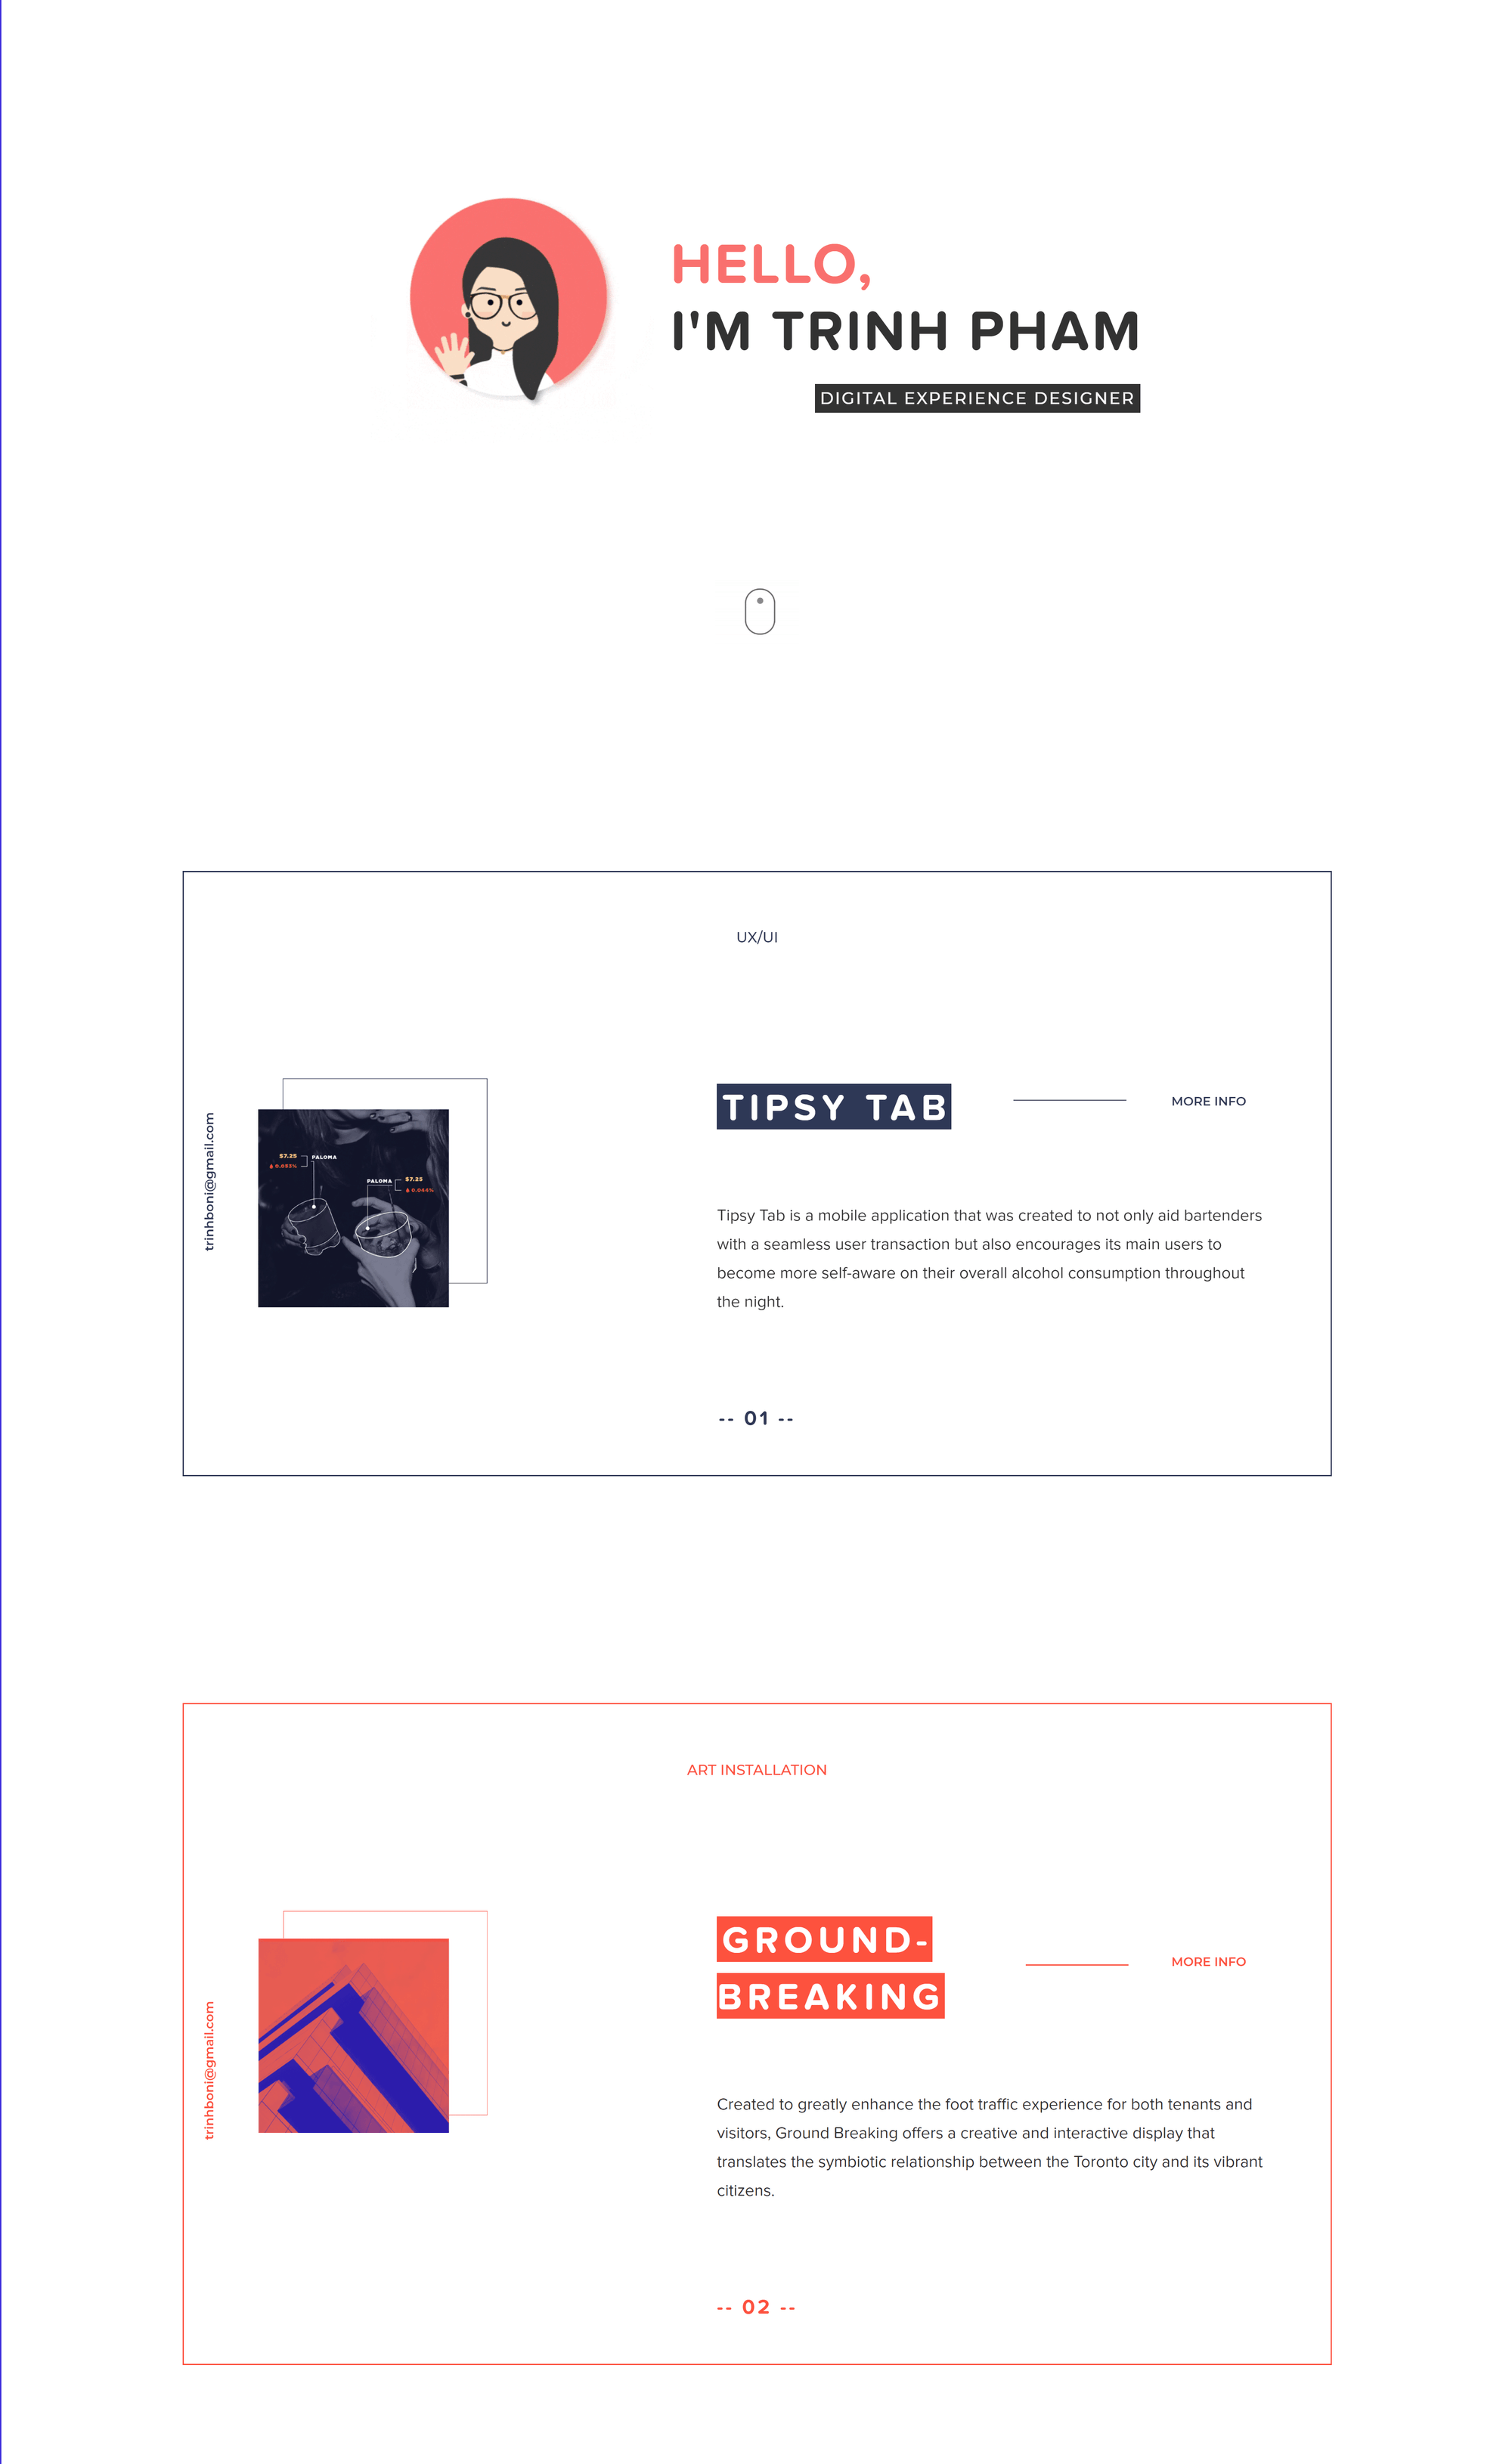 HELLO,
I'M TRINH PHAM
DIGITAL EXPERIENCE DESIGNER
UX/UI
trinhboni@gmail.com
$7.25
PALOMA
0.883%
PALOMA
$7.25
0.044%
TIPSY TAB
MORE INFO
Tipsy Tab is a mobile application that was created to not only aid bartenders
with a seamless user transaction but also encourages its main users to
become more self-aware on their overall alcohol consumption throughout
the night.
-- 01 --
ART INSTALLATION
trinhboni@gmail.com
GROUND-
BREAKING
MORE INFO
Created to greatly enhance the foot traffic experience for both tenants and
visitors, Ground Breaking offers a creative and interactive display that
translates the symbiotic relationship between the Toronto city and its vibrant
citizens.
-- 02 --